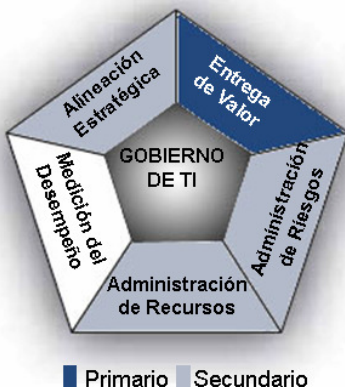 Alineación
Estratégica
Entrega
de Valor
GOBIERNO
DE TI
Medición del
Desempeño
Administración
de Riesgos
Administración
de Recursos
Primario Secundario